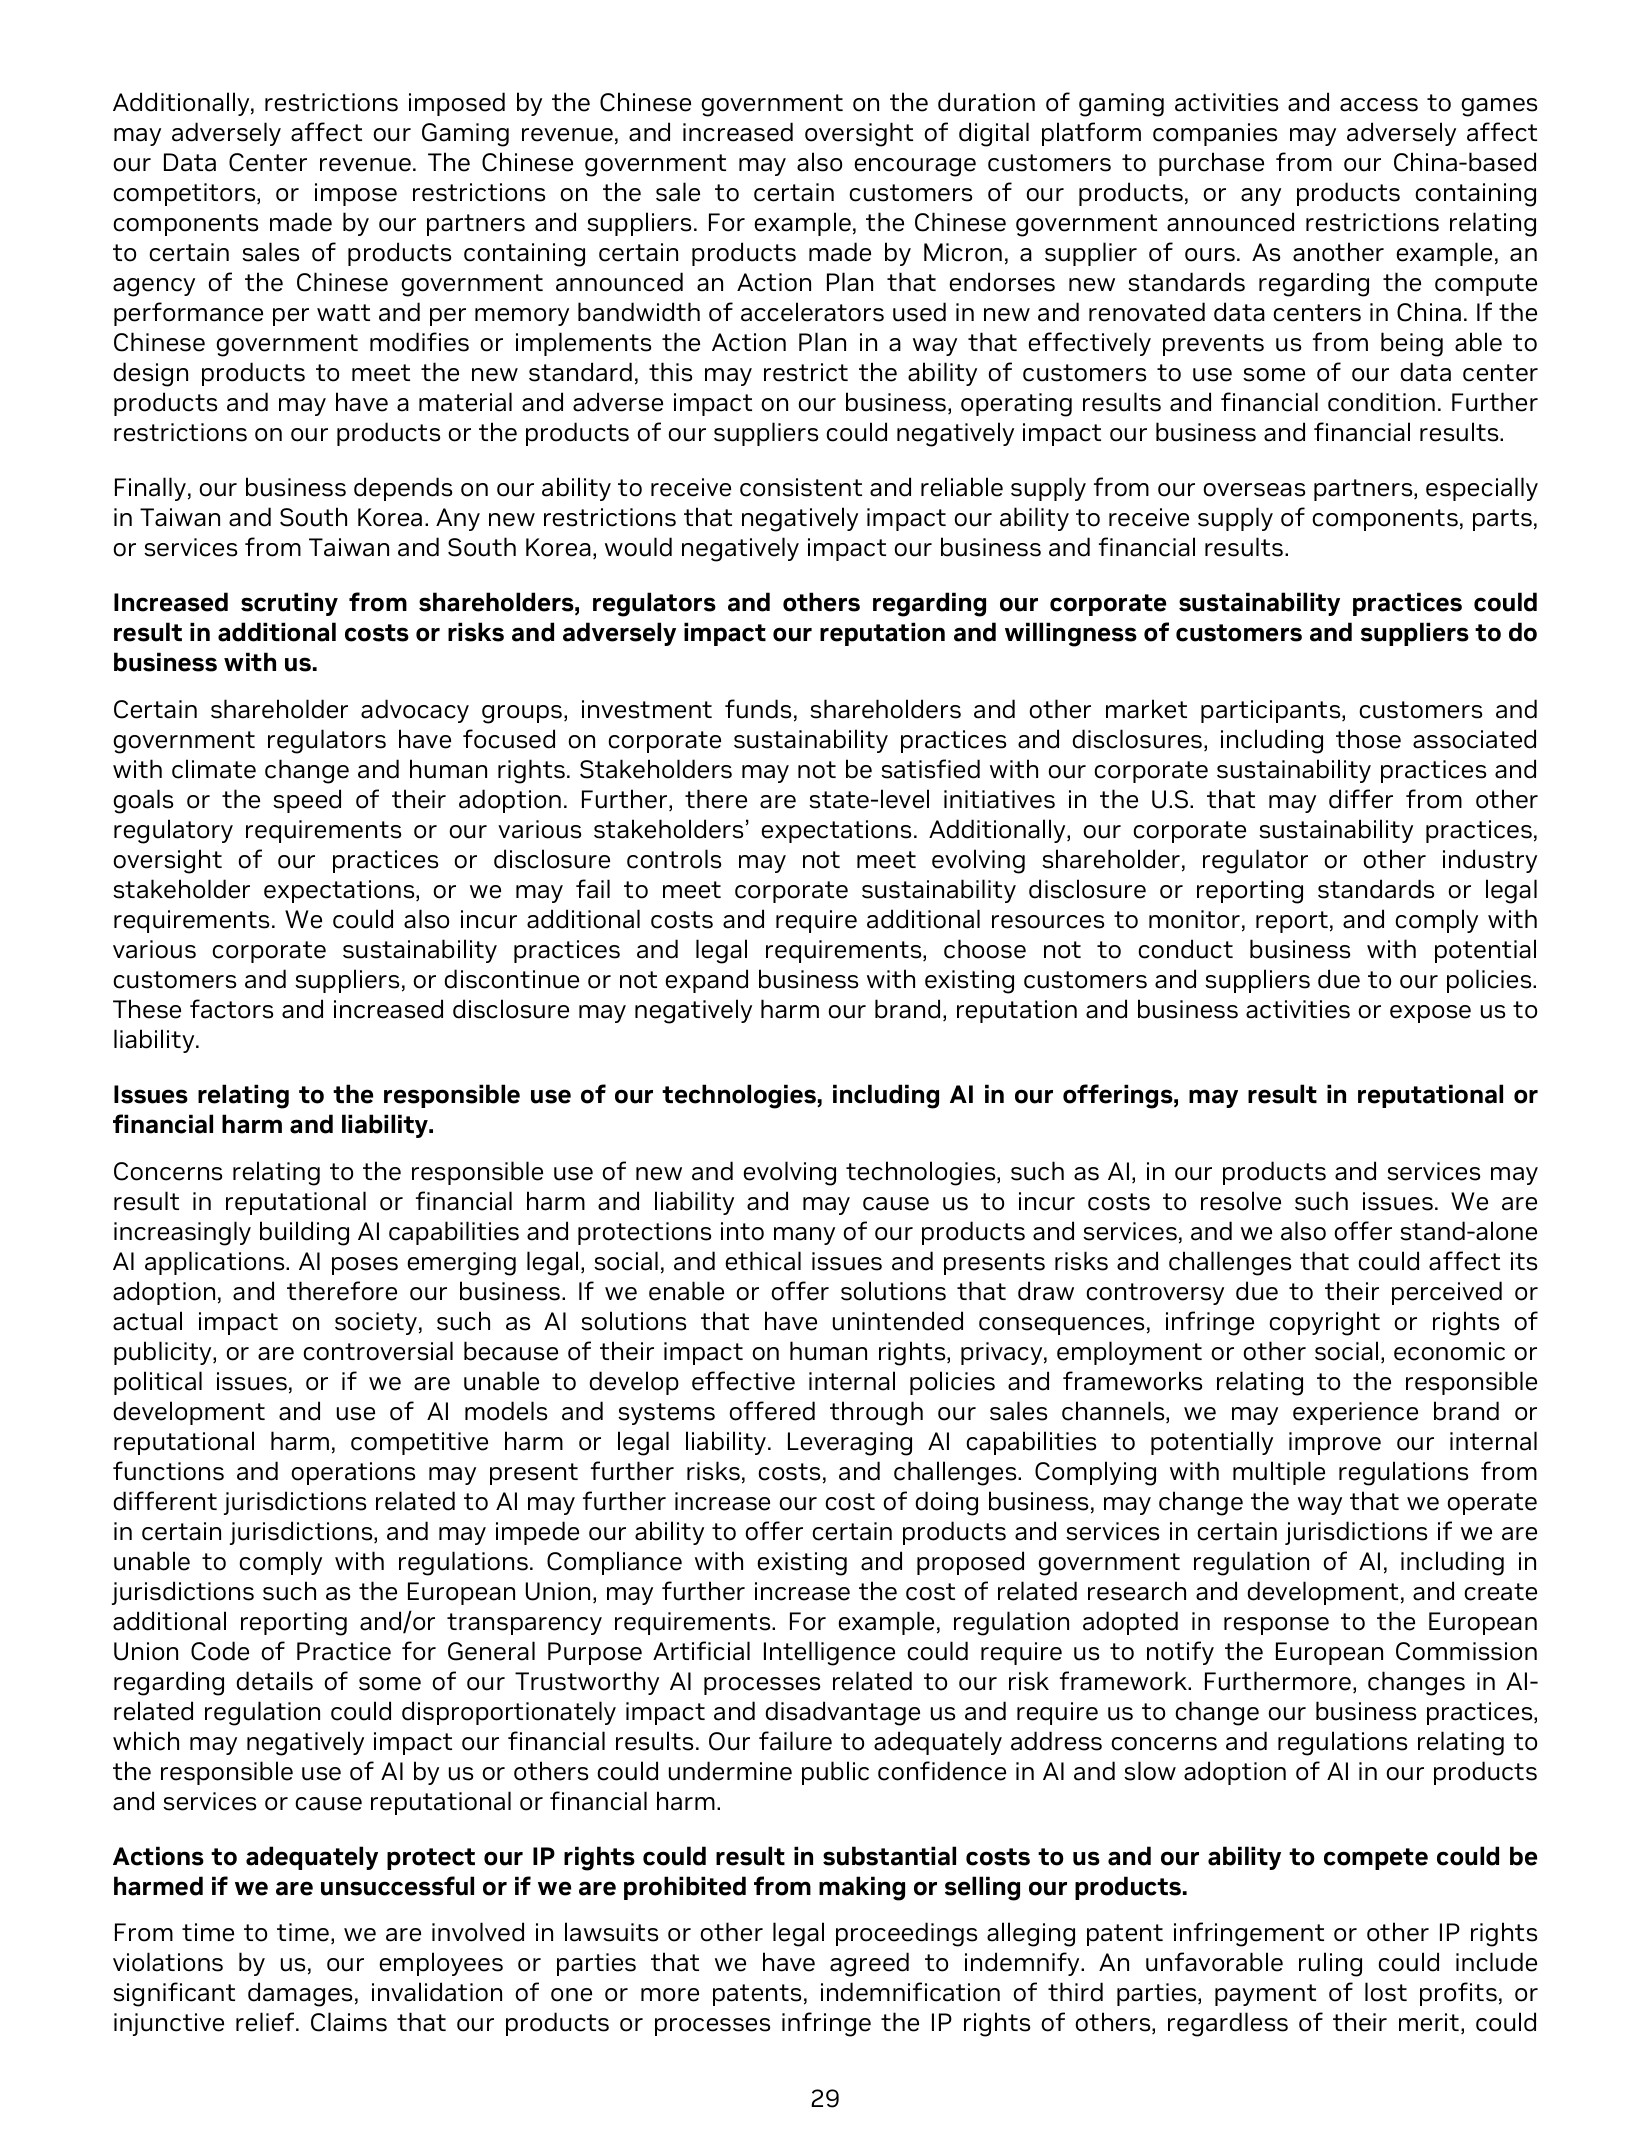 Additionally, restrictions imposed by the Chinese government on the duration of gaming activities and access to games
may adversely affect our Gaming revenue, and increased oversight of digital platform companies may adversely affect
our Data Center revenue. The Chinese government may also encourage customers to purchase from our China-based
competitors, or impose restrictions on the sale to certain customers of our products, or any products containing
components made by our partners and suppliers. For example, the Chinese government announced restrictions relating
to certain sales of products containing certain products made by Micron, a supplier of ours. As another example, an
agency of the Chinese government announced an Action Plan that endorses new standards regarding the compute
performance per watt and per memory bandwidth of accelerators used in new and renovated data centers in China. If the
Chinese government modifies or implements the Action Plan in a way that effectively prevents us from being able to
design products to meet the new standard, this may restrict the ability of customers to use some of our data center
products and may have a material and adverse impact on our business, operating results and financial condition. Further
restrictions on our products or the products of our suppliers could negatively impact our business and financial results.
Finally, our business depends on our ability to receive consistent and reliable supply from our overseas partners, especially
in Taiwan and South Korea. Any new restrictions that negatively impact our ability to receive supply of components, parts,
or services from Taiwan and South Korea, would negatively impact our business and financial results.
Increased scrutiny from shareholders, regulators and others regarding our corporate sustainability practices could
result in additional costs or risks and adversely impact our reputation and willingness of customers and suppliers to do
business with us.
Certain shareholder advocacy groups, investment funds, shareholders and other market participants, customers and
government regulators have focused on corporate sustainability practices and disclosures, including those associated
with climate change and human rights. Stakeholders may not be satisfied with our corporate sustainability practices and
goals or the speed of their adoption. Further, there are state-level initiatives in the U.S. that may differ from other
regulatory requirements or our various stakeholders’ expectations. Additionally, our corporate sustainability practices,
oversight of our practices or disclosure controls may not meet evolving shareholder, regulator or other industry
stakeholder expectations, or we may fail to meet corporate sustainability disclosure or reporting standards or legal
requirements. We could also incur additional costs and require additional resources to monitor, report, and comply with
various corporate sustainability practices and legal requirements, choose not to conduct business with potential
customers and suppliers, or discontinue or not expand business with existing customers and suppliers due to our policies.
These factors and increased disclosure may negatively harm our brand, reputation and business activities or expose us to
liability.
Issues relating to the responsible use of our technologies, including AI in our offerings, may result in reputational or
financial harm and liability.
Concerns relating to the responsible use of new and evolving technologies, such as AI, in our products and services may
result in reputational or financial harm and liability and may cause us to incur costs to resolve such issues. We are
increasingly building AI capabilities and protections into many of our products and services, and we also offer stand-alone
AI applications. AI poses emerging legal, social, and ethical issues and presents risks and challenges that could affect its
adoption, and therefore our business. If we enable or offer solutions that draw controversy due to their perceived or
actual impact on society, such as AI solutions that have unintended consequences, infringe copyright or rights of
publicity, or are controversial because of their impact on human rights, privacy, employment or other social, economic or
political issues, or if we are unable to develop effective internal policies and frameworks relating to the responsible
development and use of AI models and systems offered through our sales channels, we may experience brand or
reputational harm, competitive harm or legal liability. Leveraging AI capabilities to potentially improve our internal
functions and operations may present further risks, costs, and challenges. Complying with multiple regulations from
different jurisdictions related to AI may further increase our cost of doing business, may change the way that we operate
in certain jurisdictions, and may impede our ability to offer certain products and services in certain jurisdictions if we are
unable to comply with regulations. Compliance with existing and proposed government regulation of AI, including in
jurisdictions such as the European Union, may further increase the cost of related research and development, and create
additional reporting and/or transparency requirements. For example, regulation adopted in response to the European
Union Code of Practice for General Purpose Artificial Intelligence could require us to notify the European Commission
regarding details of some of our Trustworthy AI processes related to our risk framework. Furthermore, changes in AI-
related regulation could disproportionately impact and disadvantage us and require us to change our business practices,
which may negatively impact our financial results. Our failure to adequately address concerns and regulations relating to
the responsible use of AI by us or others could undermine public confidence in AI and slow adoption of AI in our products
and services or cause reputational or financial harm.
Actions to adequately protect our IP rights could result in substantial costs to us and our ability to compete could be
harmed if we are unsuccessful or if we are prohibited from making or selling our products.
From time to time, we are involved in lawsuits or other legal proceedings alleging patent infringement or other IP rights
violations by us, our employees or parties that we have agreed to indemnify. An unfavorable ruling could include
significant damages, invalidation of one or more patents, indemnification of third parties, payment of lost profits, or
injunctive relief. Claims that our products or processes infringe the IP rights of others, regardless of their merit, could
29